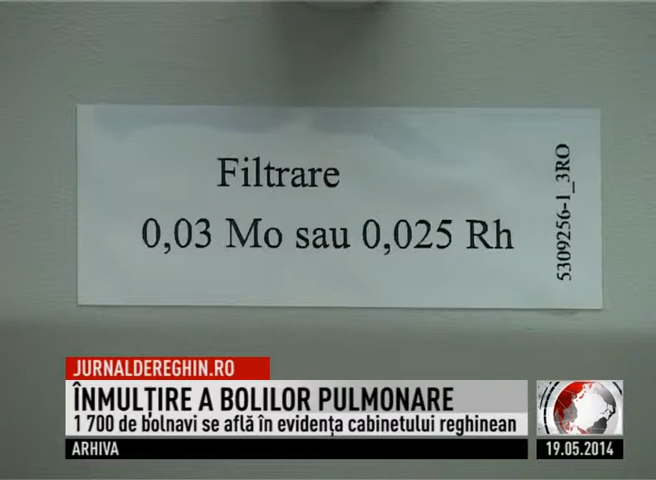 Filtrare
0,03 Mo sau 0,025 Rh
5309256-1_3RO
JURNALDEREGHIN.RO
ÎNMULȚIRE A BOLILOR PULMONARE
1 700 de bolnavi se află în evidența cabinetului reghinean
ARHIVA
19.05.2014